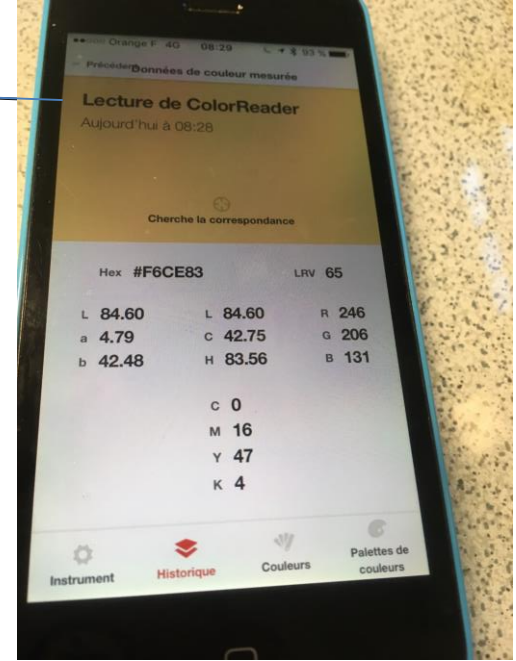 Orange F 4G 08:29 93 %
Précédent Données de couleur mesurée
Lecture de ColorReader
Aujourd'hui à 08:28
Cherche la correspondance
Hex #F6CE83 LRV 65
L 84.60 L 84.60 R 246
a 4.79 C 42.75 G 206
b 42.48 H 83.56 B 131
C 0
M 16
Y 47
K 4
Instrument Historique Couleurs Palettes de
couleurs